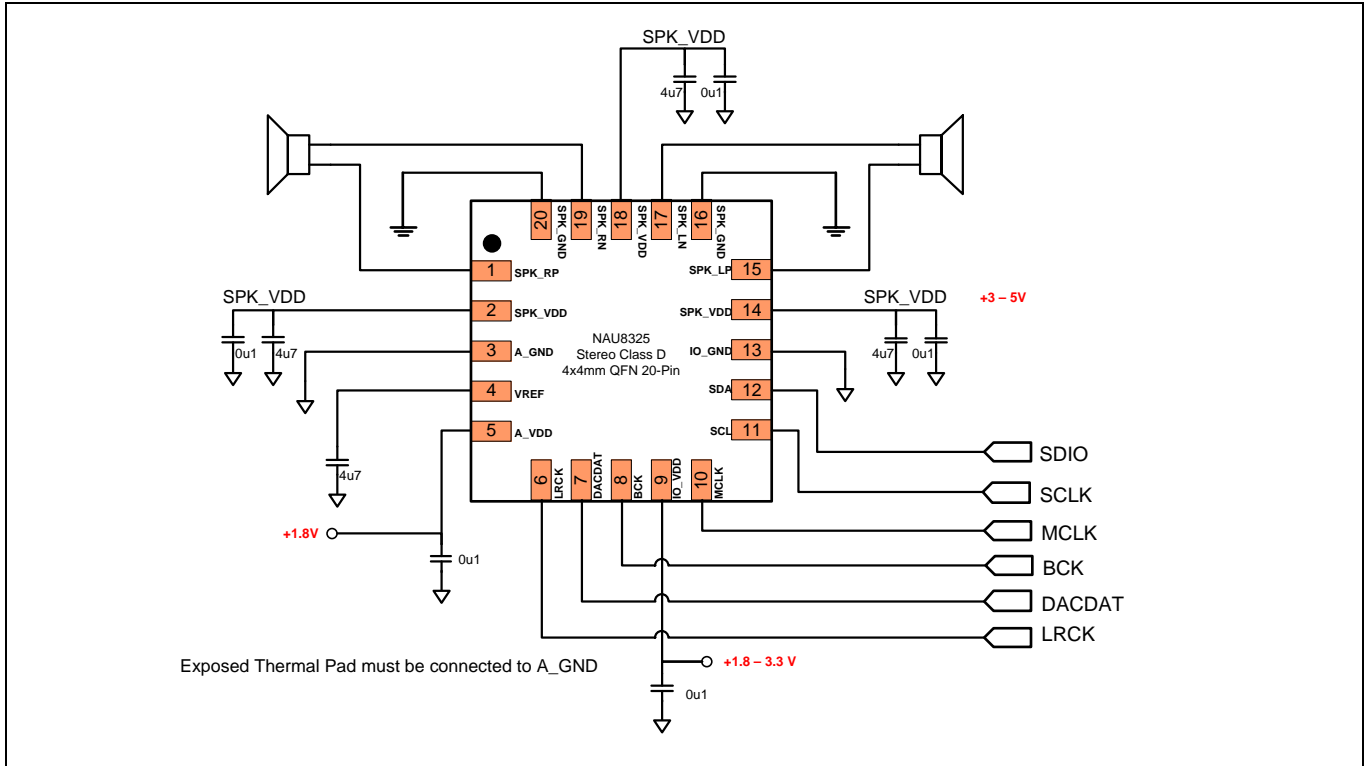 SPK_VDD
4u7
0u1
20
SPK_GND
19
SPK_RN
18
SPK_VDD
17
SPK_LN
16
SPK_GND
1
SPK_RP
SPK_LP
15
SPK_VDD
2
SPK_VDD
SPK_VDD
14
SPK_VDD
+3 – 5V
0u1
4u7
3
A_GND
NAU8325
Stereo Class D
4x4mm QFN 20-Pin
IO_GND
13
4u7
0u1
4
VREF
SDA
12
5
A_VDD
SCL
11
4u7
6
LRCK
7
DACDAT
8
BCK
9
IO_VDD
10
MCLK
SDIO
SCLK
+1.8V
MCLK
0u1
BCK
DACDAT
LRCK
Exposed Thermal Pad must be connected to A_GND
+1.8 – 3.3 V
0u1